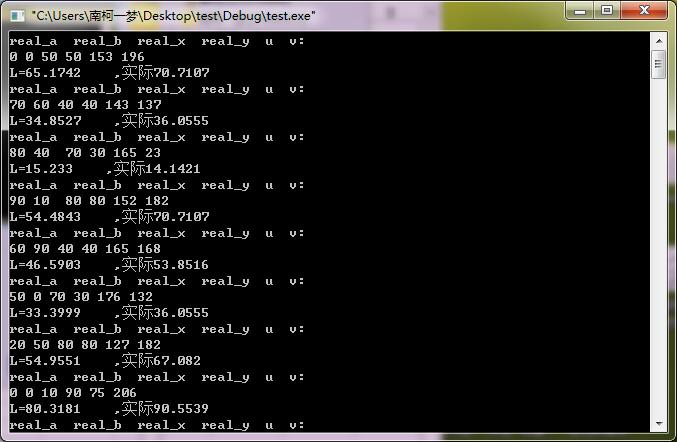 "C:\Users\南柯一梦\Desktop\test\Debug\test.exe"
real_a  real_b  real_x  real_y  u  v:
0 0 50 50 153 196
L=65.1742    ,实际70.7107
real_a  real_b  real_x  real_y  u  v:
70 60 40 40 143 137
L=34.8527    ,实际36.0555
real_a  real_b  real_x  real_y  u  v:
80 40  70 30 165 23
L=15.233    ,实际14.1421
real_a  real_b  real_x  real_y  u  v:
90 10  80 80 152 182
L=54.4843    ,实际70.7107
real_a  real_b  real_x  real_y  u  v:
60 90 40 40 165 168
L=46.5903    ,实际53.8516
real_a  real_b  real_x  real_y  u  v:
50 0 70 30 176 132
L=33.3999    ,实际36.0555
real_a  real_b  real_x  real_y  u  v:
20 50 80 80 127 182
L=54.9551    ,实际67.082
real_a  real_b  real_x  real_y  u  v:
0 0 10 90 75 206
L=80.3181    ,实际90.5539
real_a  real_b  real_x  real_y  u  v: